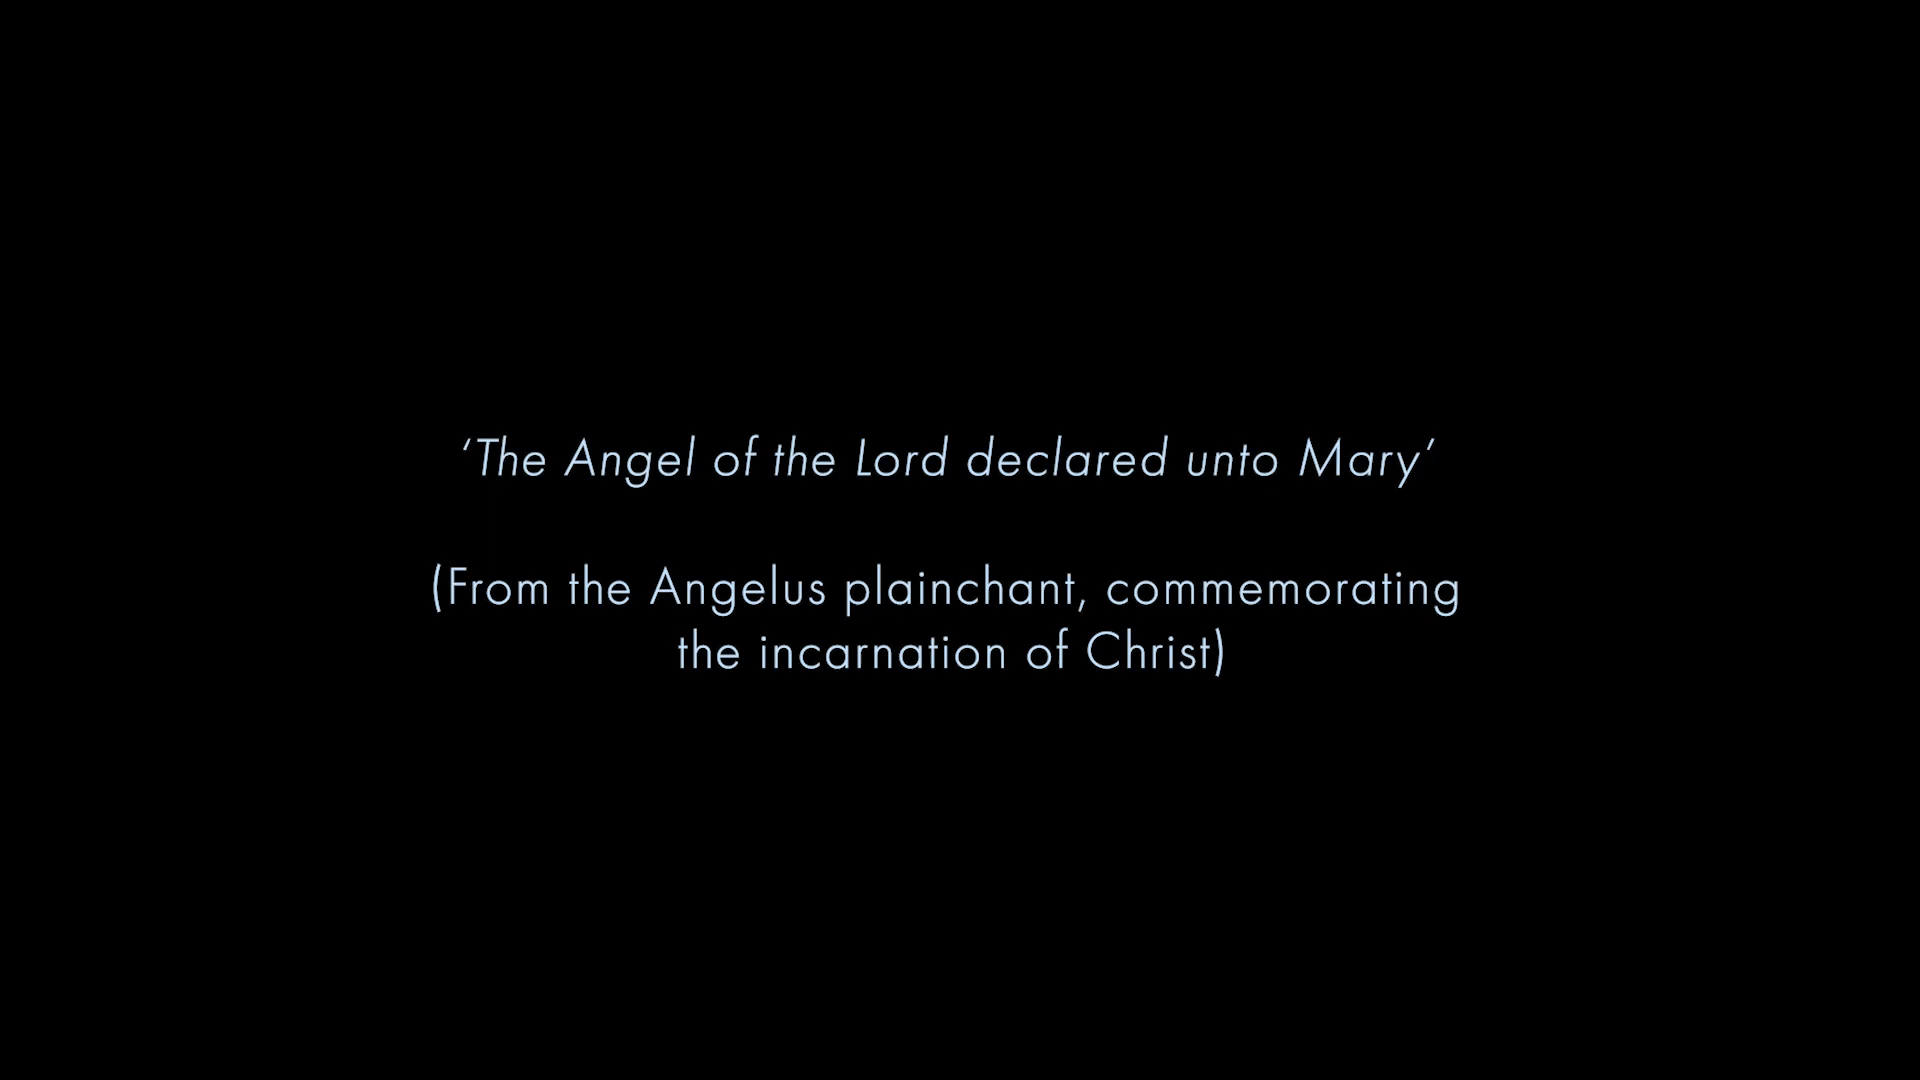 ‘The Angel of the Lord declared unto Mary’
(From the Angelus plainchant, commemorating
the incarnation of Christ)